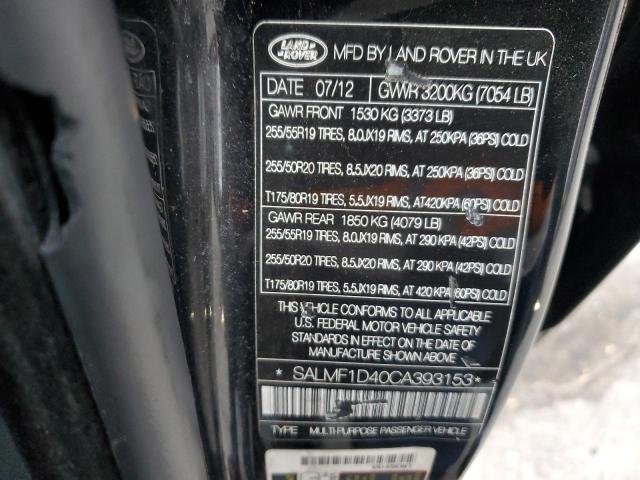 LAND
ROVER
MFD BY LAND ROVER IN THE UK
DATE 07/12 GVWR 3200KG (7054 LB)
GAWR FRONT 1530 KG (3373 LB)
255/55R19 TIRES, 8.0JX19 RIMS, AT 250KPA (36PSI) COLD
255/50R20 TIRES, 8.5JX20 RIMS, AT 250KPA (36PSI) COLD
T175/80R19 TIRES, 5.5JX19 RIMS, AT 420KPA (60PSI) COLD
GAWR REAR 1850 KG (4079 LB)
255/55R19 TIRES, 8.0JX19 RIMS, AT 290 KPA (42PSI) COLD
255/50R20 TIRES, 8.5JX20 RIMS, AT 290 KPA (42PSI) COLD
T175/80R19 TIRES, 5.5JX19 RIMS, AT 420 KPA (60PSI) COLD
THIS VEHICLE CONFORMS TO ALL APPLICABLE
U.S. FEDERAL MOTOR VEHICLE SAFETY
STANDARDS IN EFFECT ON THE DATE OF
MANUFACTURE SHOWN ABOVE.
* SALMF1D40CA393153 *
TYPE MULTI-PURPOSE PASSENGER VEHICLE